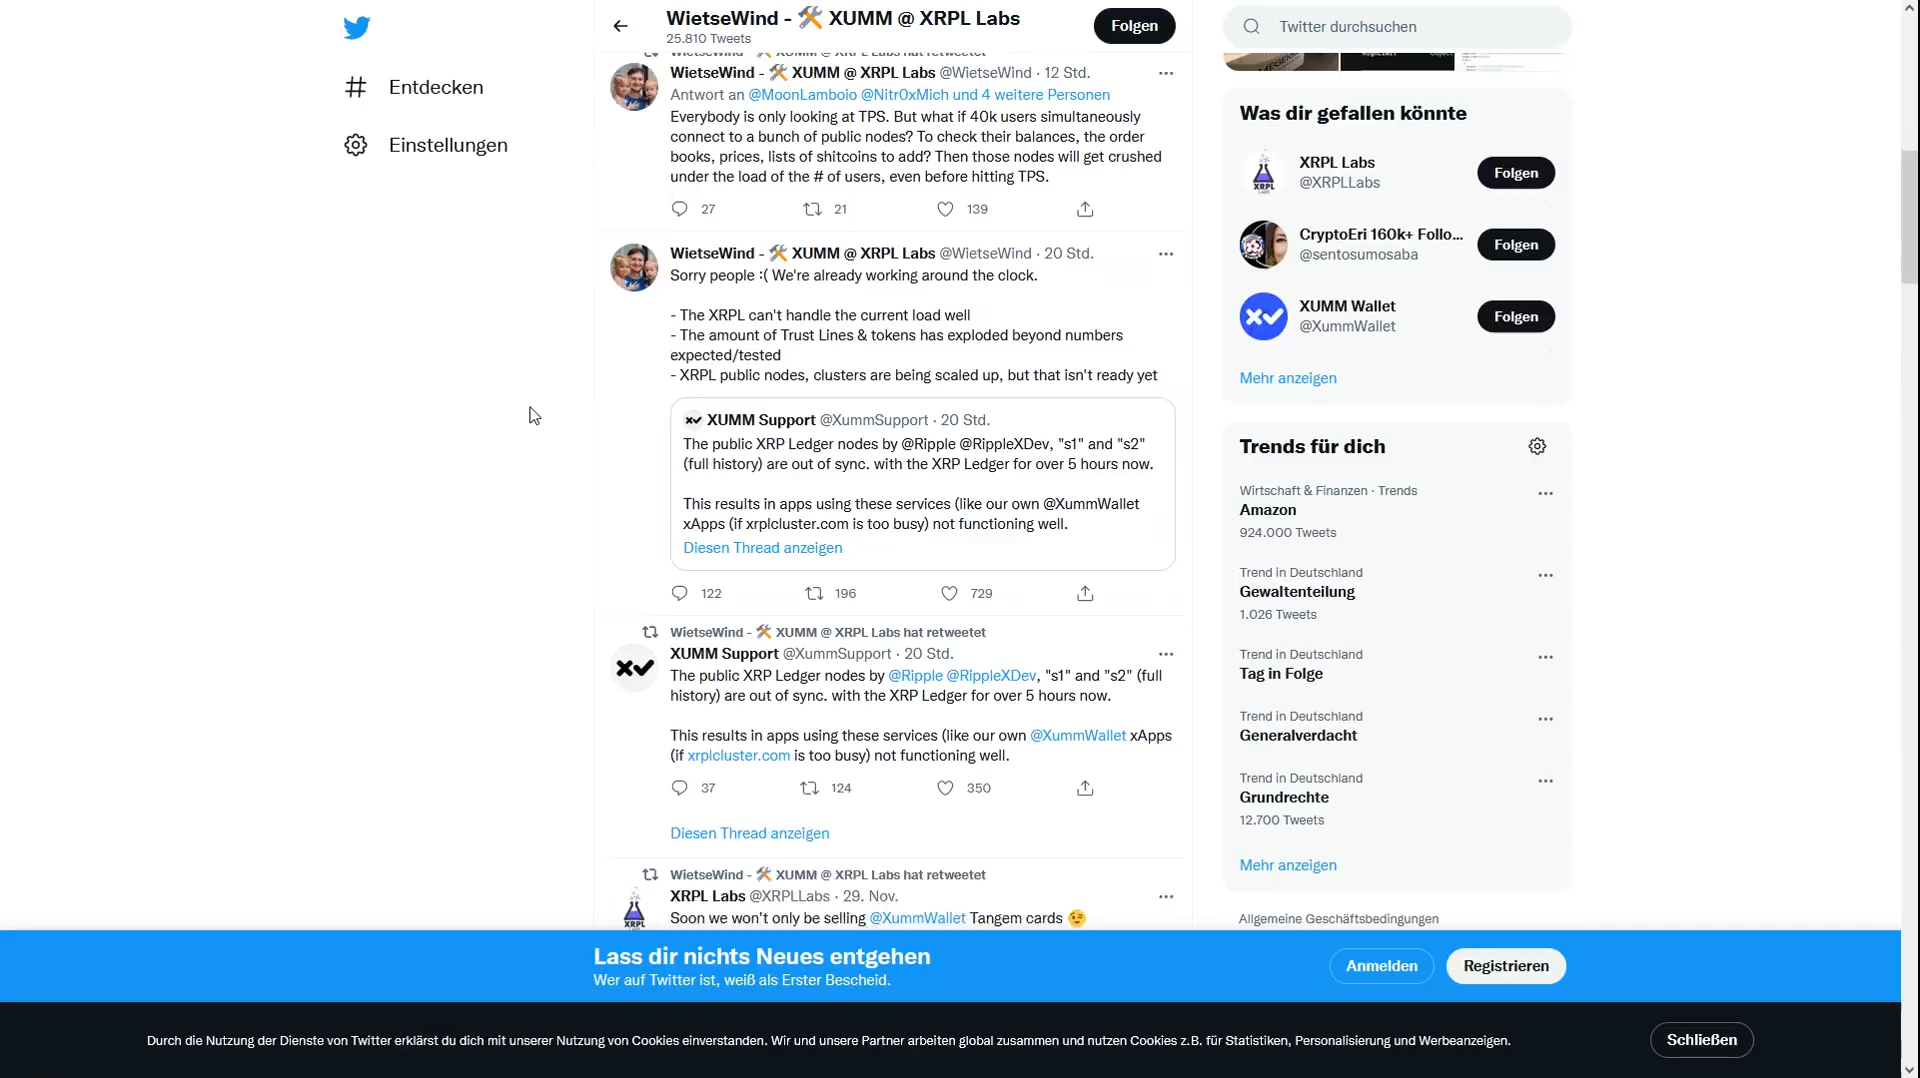 Entdecken
Einstellungen
WietseWind - 🛠 XUMM @ XRPL Labs
25.810 Tweets
Folgen
WietseWind - 🛠 XUMM @ XRPL Labs hat retweetet
WietseWind - 🛠 XUMM @ XRPL Labs @WietseWind · 12 Std.
Antwort an @MoonLamboio @Nitr0xMich und 4 weitere Personen
Everybody is only looking at TPS. But what if 40k users simultaneously
connect to a bunch of public nodes? To check their balances, the order
books, prices, lists of shitcoins to add? Then those nodes will get crushed
under the load of the # of users, even before hitting TPS.
27 21 139
WietseWind - 🛠 XUMM @ XRPL Labs @WietseWind · 20 Std.
Sorry people :( We're already working around the clock.
- The XRPL can't handle the current load well
- The amount of Trust Lines & tokens has exploded beyond numbers
expected/tested
- XRPL public nodes, clusters are being scaled up, but that isn't ready yet
XUMM Support @XummSupport · 20 Std.
The public XRP Ledger nodes by @Ripple @RippleXDev, "s1" and "s2"
(full history) are out of sync. with the XRP Ledger for over 5 hours now.
This results in apps using these services (like our own @XummWallet
xApps (if xrplcluster.com is too busy) not functioning well.
Diesen Thread anzeigen
122 196 729
WietseWind - 🛠 XUMM @ XRPL Labs hat retweetet
XUMM Support @XummSupport · 20 Std.
The public XRP Ledger nodes by @Ripple @RippleXDev, "s1" and "s2" (full
history) are out of sync. with the XRP Ledger for over 5 hours now.
This results in apps using these services (like our own @XummWallet xApps
(if xrplcluster.com is too busy) not functioning well.
37 124 350
Diesen Thread anzeigen
WietseWind - 🛠 XUMM @ XRPL Labs hat retweetet
XRPL Labs @XRPLLabs · 29. Nov.
XRPL
Soon we won't only be selling @XummWallet Tangem cards 😉
Twitter durchsuchen
Was dir gefallen könnte
XRPL
LABS
XRPL Labs
@XRPLLabs
Folgen
CryptoEri 160k+ Follo...
@sentosumosaba
Folgen
XUMM Wallet
@XummWallet
Folgen
Mehr anzeigen
Trends für dich
Wirtschaft & Finanzen · Trends
Amazon
924.000 Tweets
Trend in Deutschland
Gewaltenteilung
1.026 Tweets
Trend in Deutschland
Tag in Folge
Trend in Deutschland
Generalverdacht
Trend in Deutschland
Grundrechte
12.700 Tweets
Mehr anzeigen
Allgemeine Geschäftsbedingungen
Lass dir nichts Neues entgehen
Wer auf Twitter ist, weiß als Erster Bescheid.
Anmelden
Registrieren
Durch die Nutzung der Dienste von Twitter erklärst du dich mit unserer Nutzung von Cookies einverstanden. Wir und unsere Partner arbeiten global zusammen und nutzen Cookies z.B. für Statistiken, Personalisierung und Werbeanzeigen.
Schließen